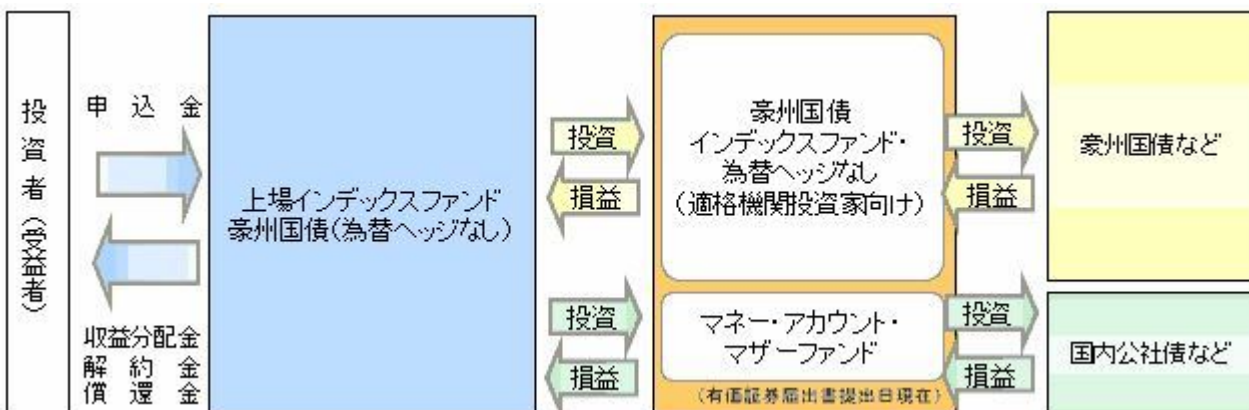 投資者(受益者)
申込金
収益分配金
解約金
償還金
上場インデックスファンド
豪州国債(為替ヘッジなし)
投資
損益
投資
損益
豪州国債
インデックスファンド・
為替ヘッジなし
(適格機関投資家向け)
マネー・アカウント・
マザーファンド
(有価証券届出書提出日現在)
投資
損益
投資
損益
豪州国債など
国内公社債など